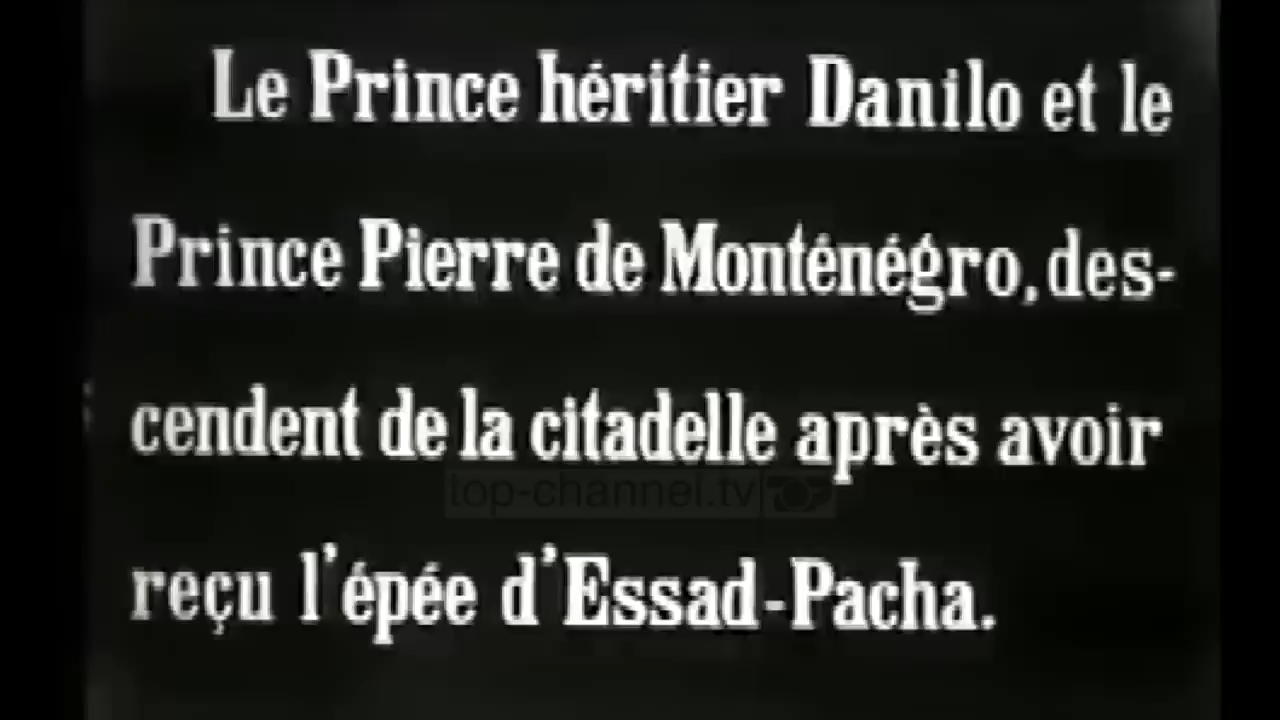 Le Prince héritier Danilo et le
Prince Pierre de Monténégro, des-
cendent de la citadelle après avoir
top-channel.tv
reçu l'épée d'Essad-Pacha.